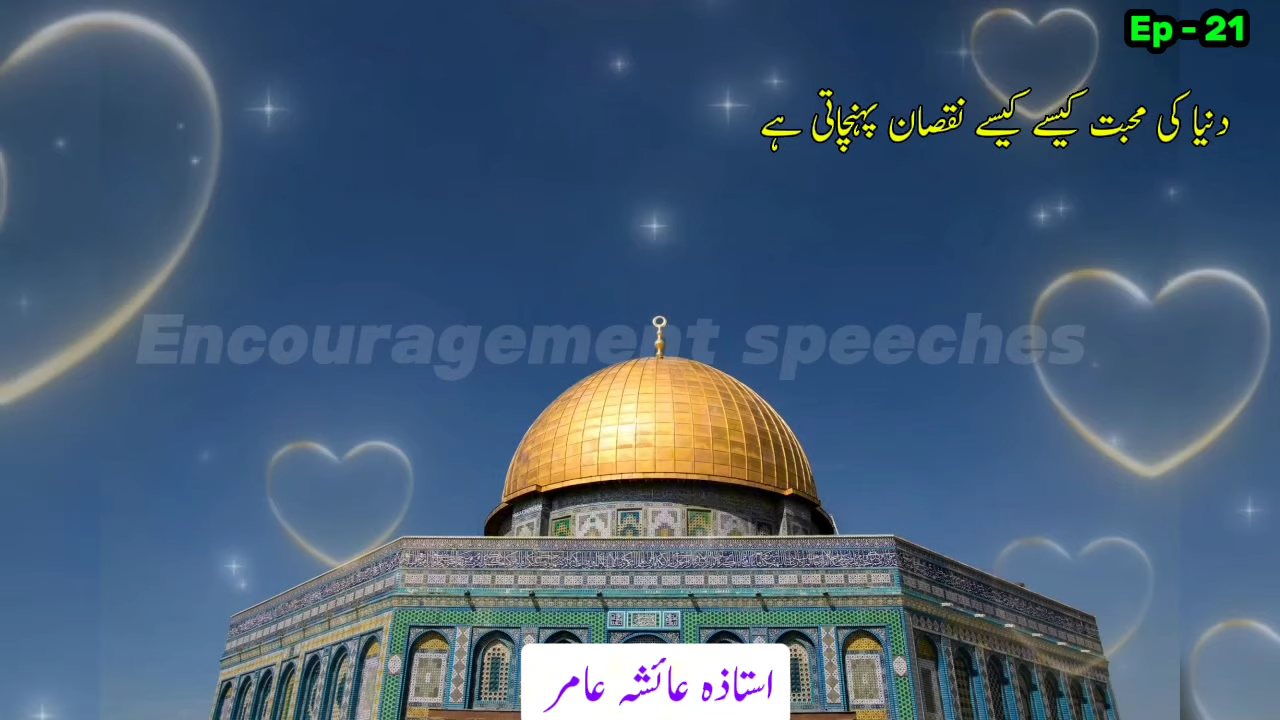 Ep - 21
دنیا کی محبت کیسے کیسے نقصان پہنچاتی ہے
Encouragement speeches
استاذہ عائشہ عامر